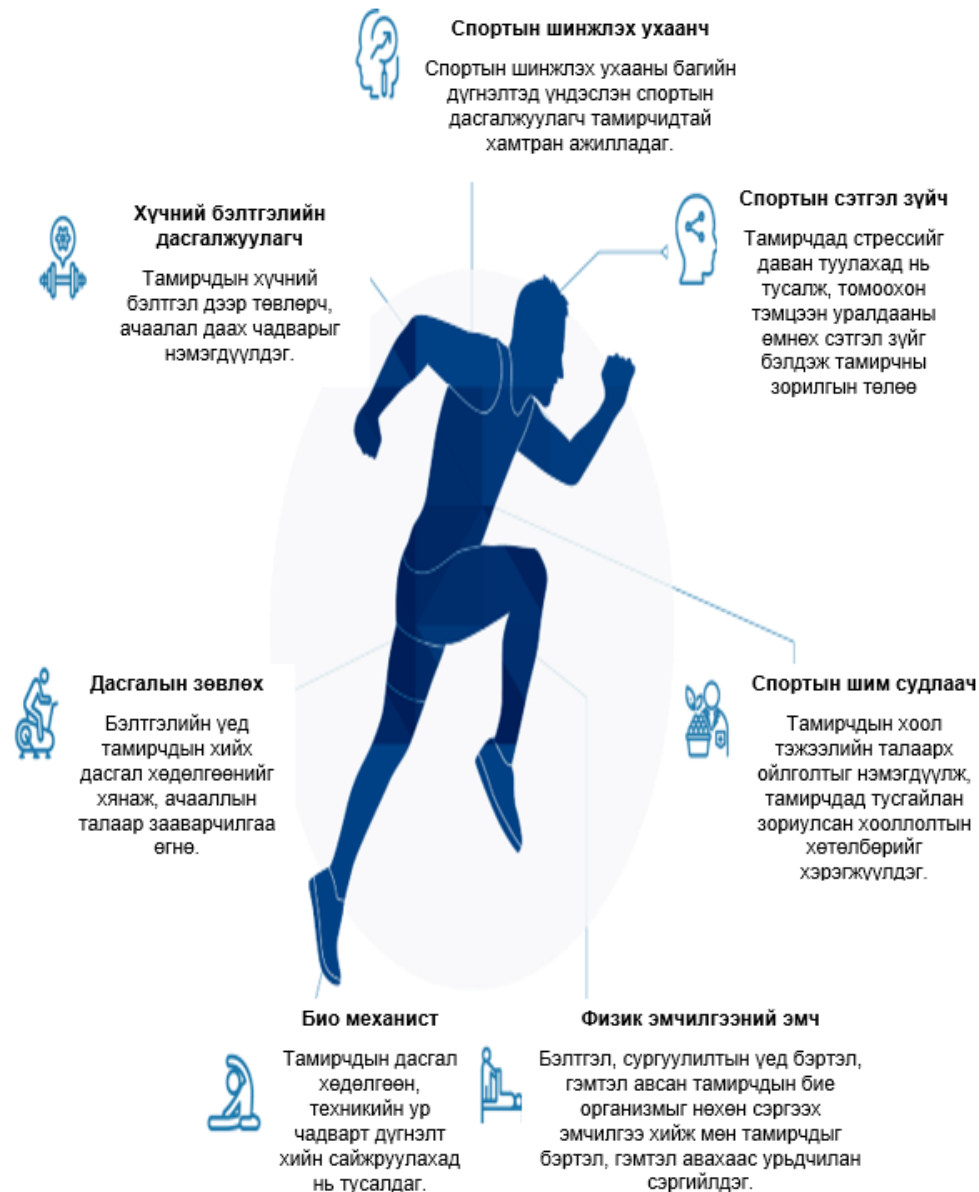 Спортын шинжлэх ухаанч
Спортын шинжлэх ухааны багийн
дүгнэлтэд үндэслэн спортын
дасгалжуулагч тамирчидтай
хамтран ажилладаг.
Хүчний бэлтгэлийн
дасгалжуулагч
Тамирчдын хүчний
бэлтгэл дээр төвлөрч,
ачаалал даах чадварыг
нэмэгдүүлдэг.
Спортын сэтгэл зүйч
Тамирчдад стрессийг
даван туулахад нь
тусалж, томоохон
тэмцээн уралдааны
өмнөх сэтгэл зүйг
бэлдэж тамирчны
зорилгын төлөө
Дасгалын зөвлөх
Бэлтгэлийн үед
тамирчдын хийх
дасгал хөдөлгөөнийг
хянаж, ачааллын
талаар зааварчилгаа
өгнө.
Спортын шим судлаач
Тамирчдын хоол
тэжээлийн талаарх
ойлголтыг нэмэгдүүлж,
тамирчдад тусгайлан
зориулсан хооллолтын
хөтөлбөрийг
хэрэгжүүлдэг.
Био механист
Тамирчдын дасгал
хөдөлгөөн,
техникийн ур
чадварт дүгнэлт
хийн сайжруулахад
нь тусалдаг.
Физик эмчилгээний эмч
Бэлтгэл, сургуулилтын үед бэртэл,
гэмтэл авсан тамирчдын бие
организмыг нөхөн сэргээх
эмчилгээ хийж мөн тамирчдыг
бэртэл, гэмтэл авахаас урьдчилан
сэргийлдэг.